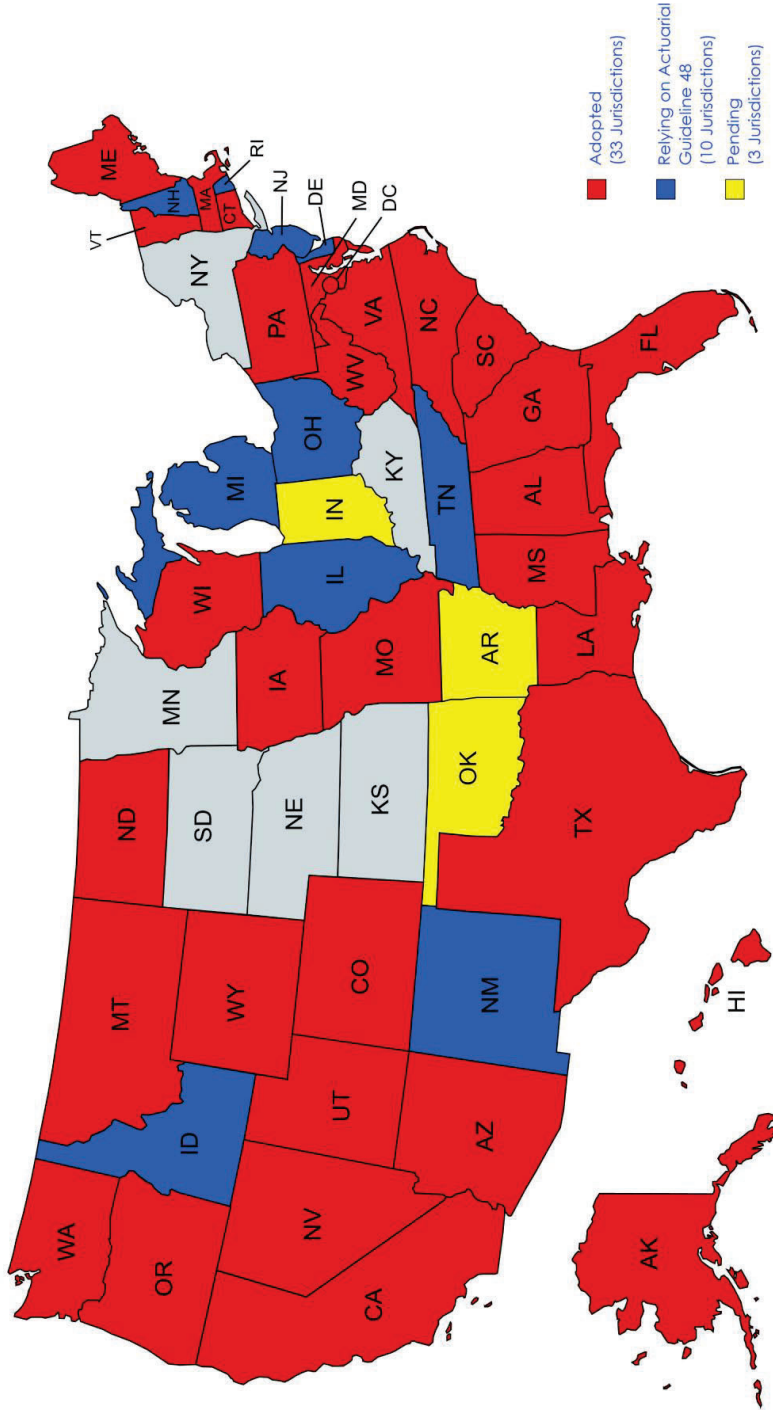 WA
OR
CA
NV
ID
MT
WY
UT
AZ
CO
NM
ND
SD
NE
KS
OK
TX
MN
IA
MO
AR
LA
WI
IL
MI
IN
OH
KY
TN
MS
AL
GA
FL
SC
NC
VA
WV
PA
NY
VT
NH
ME
MA
CT
RI
NJ
DE
MD
DC
AK
HI
Adopted
(33 Jurisdictions)
Relying on Actuarial
Guideline 48
(10 Jurisdictions)
Pending
(3 Jurisdictions)